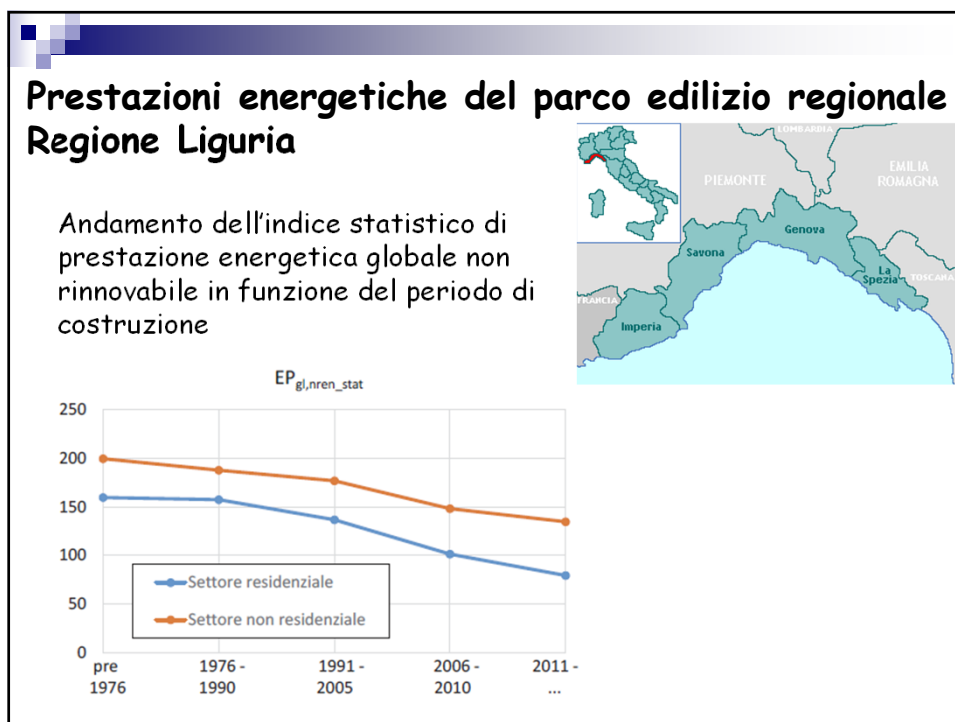 Prestazioni energetiche del parco edilizio regionale
Regione Liguria
Andamento dell'indice statistico di
prestazione energetica globale non
rinnovabile in funzione del periodo di
costruzione
LOMBARDIA
EMILIA
ROMAGNA
PIEMONTE
Genova
Savona
La
Spezia
TOSCANA
FRANCIA
Imperia
EPgl,nren_stat
250
200
150
100
50
0
Settore residenziale
Settore non residenziale
pre
1976
1976 -
1990
1991 -
2005
2006 -
2010
2011 -
...